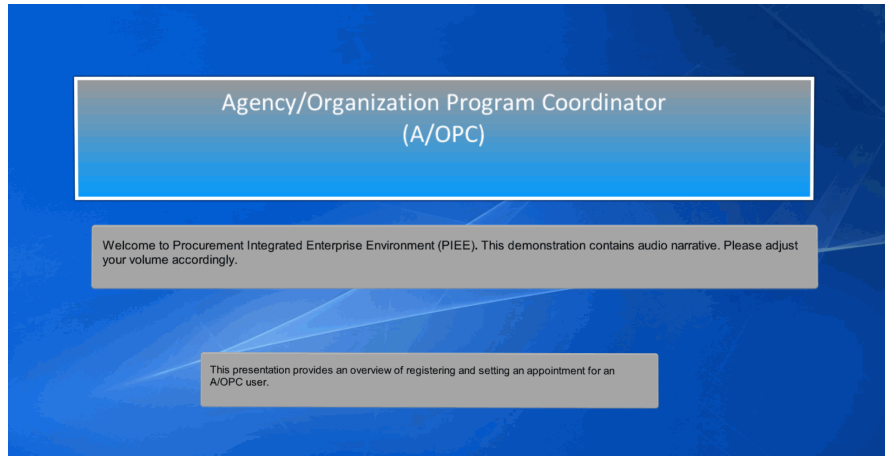 Agency/Organization Program Coordinator
(A/OPC)
Welcome to Procurement Integrated Enterprise Environment (PIEE). This demonstration contains audio narrative. Please adjust
your volume accordingly.
This presentation provides an overview of registering and setting an appointment for an
A/OPC user.